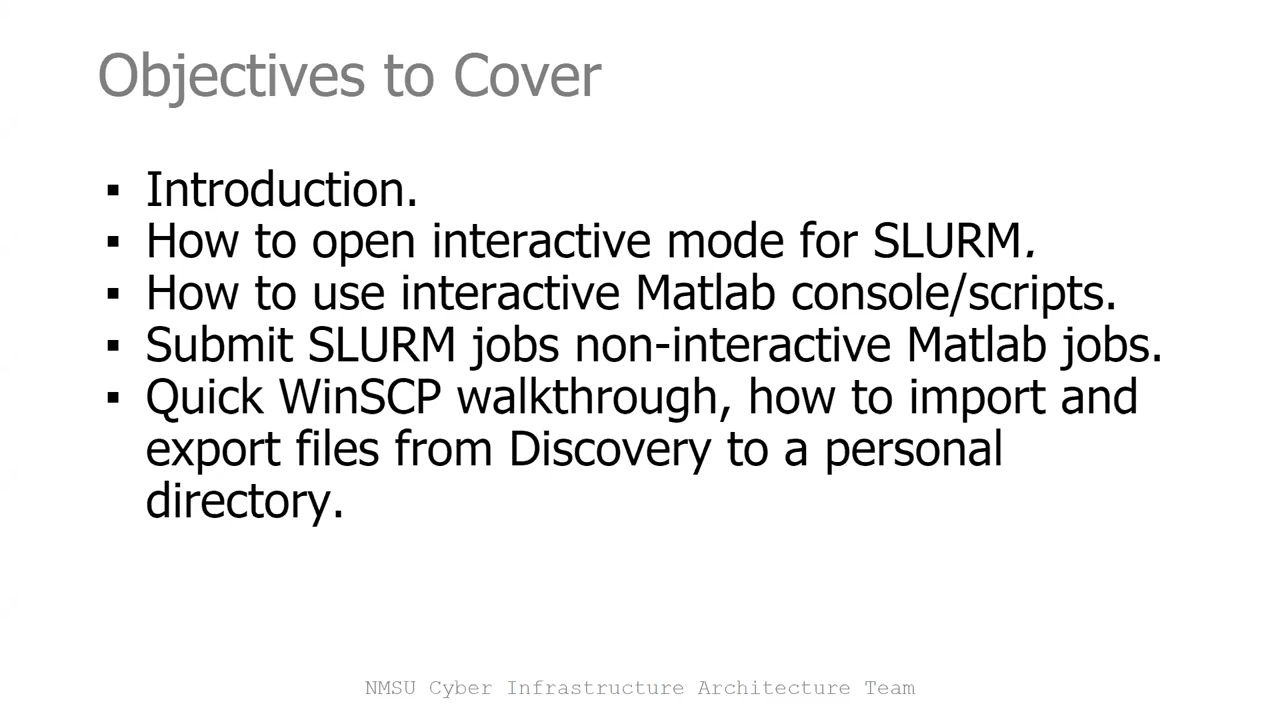 Objectives to Cover
▪ Introduction.
▪ How to open interactive mode for SLURM.
▪ How to use interactive Matlab console/scripts.
▪ Submit SLURM jobs non-interactive Matlab jobs.
▪ Quick WinSCP walkthrough, how to import and
export files from Discovery to a personal
directory.
NMSU Cyber Infrastructure Architecture Team